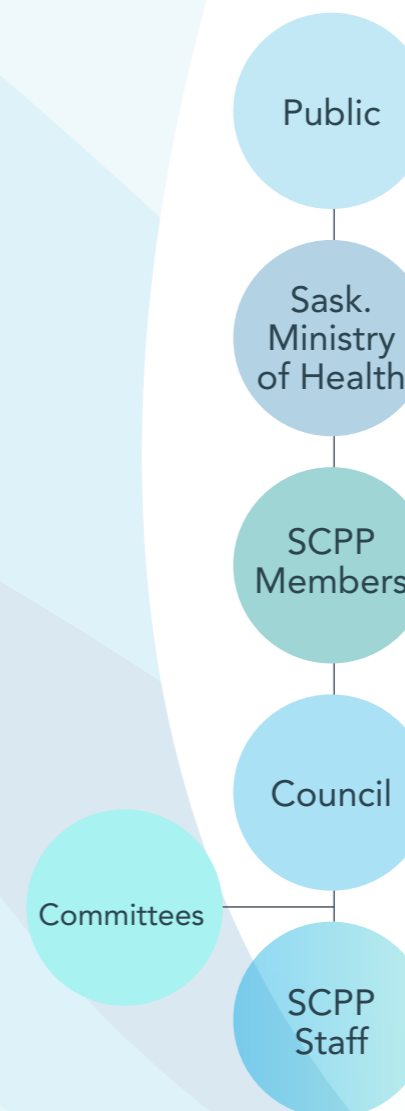 Public
Sask.
Ministry
of Health
SCPP
Members
Council
Committees
SCPP
Staff